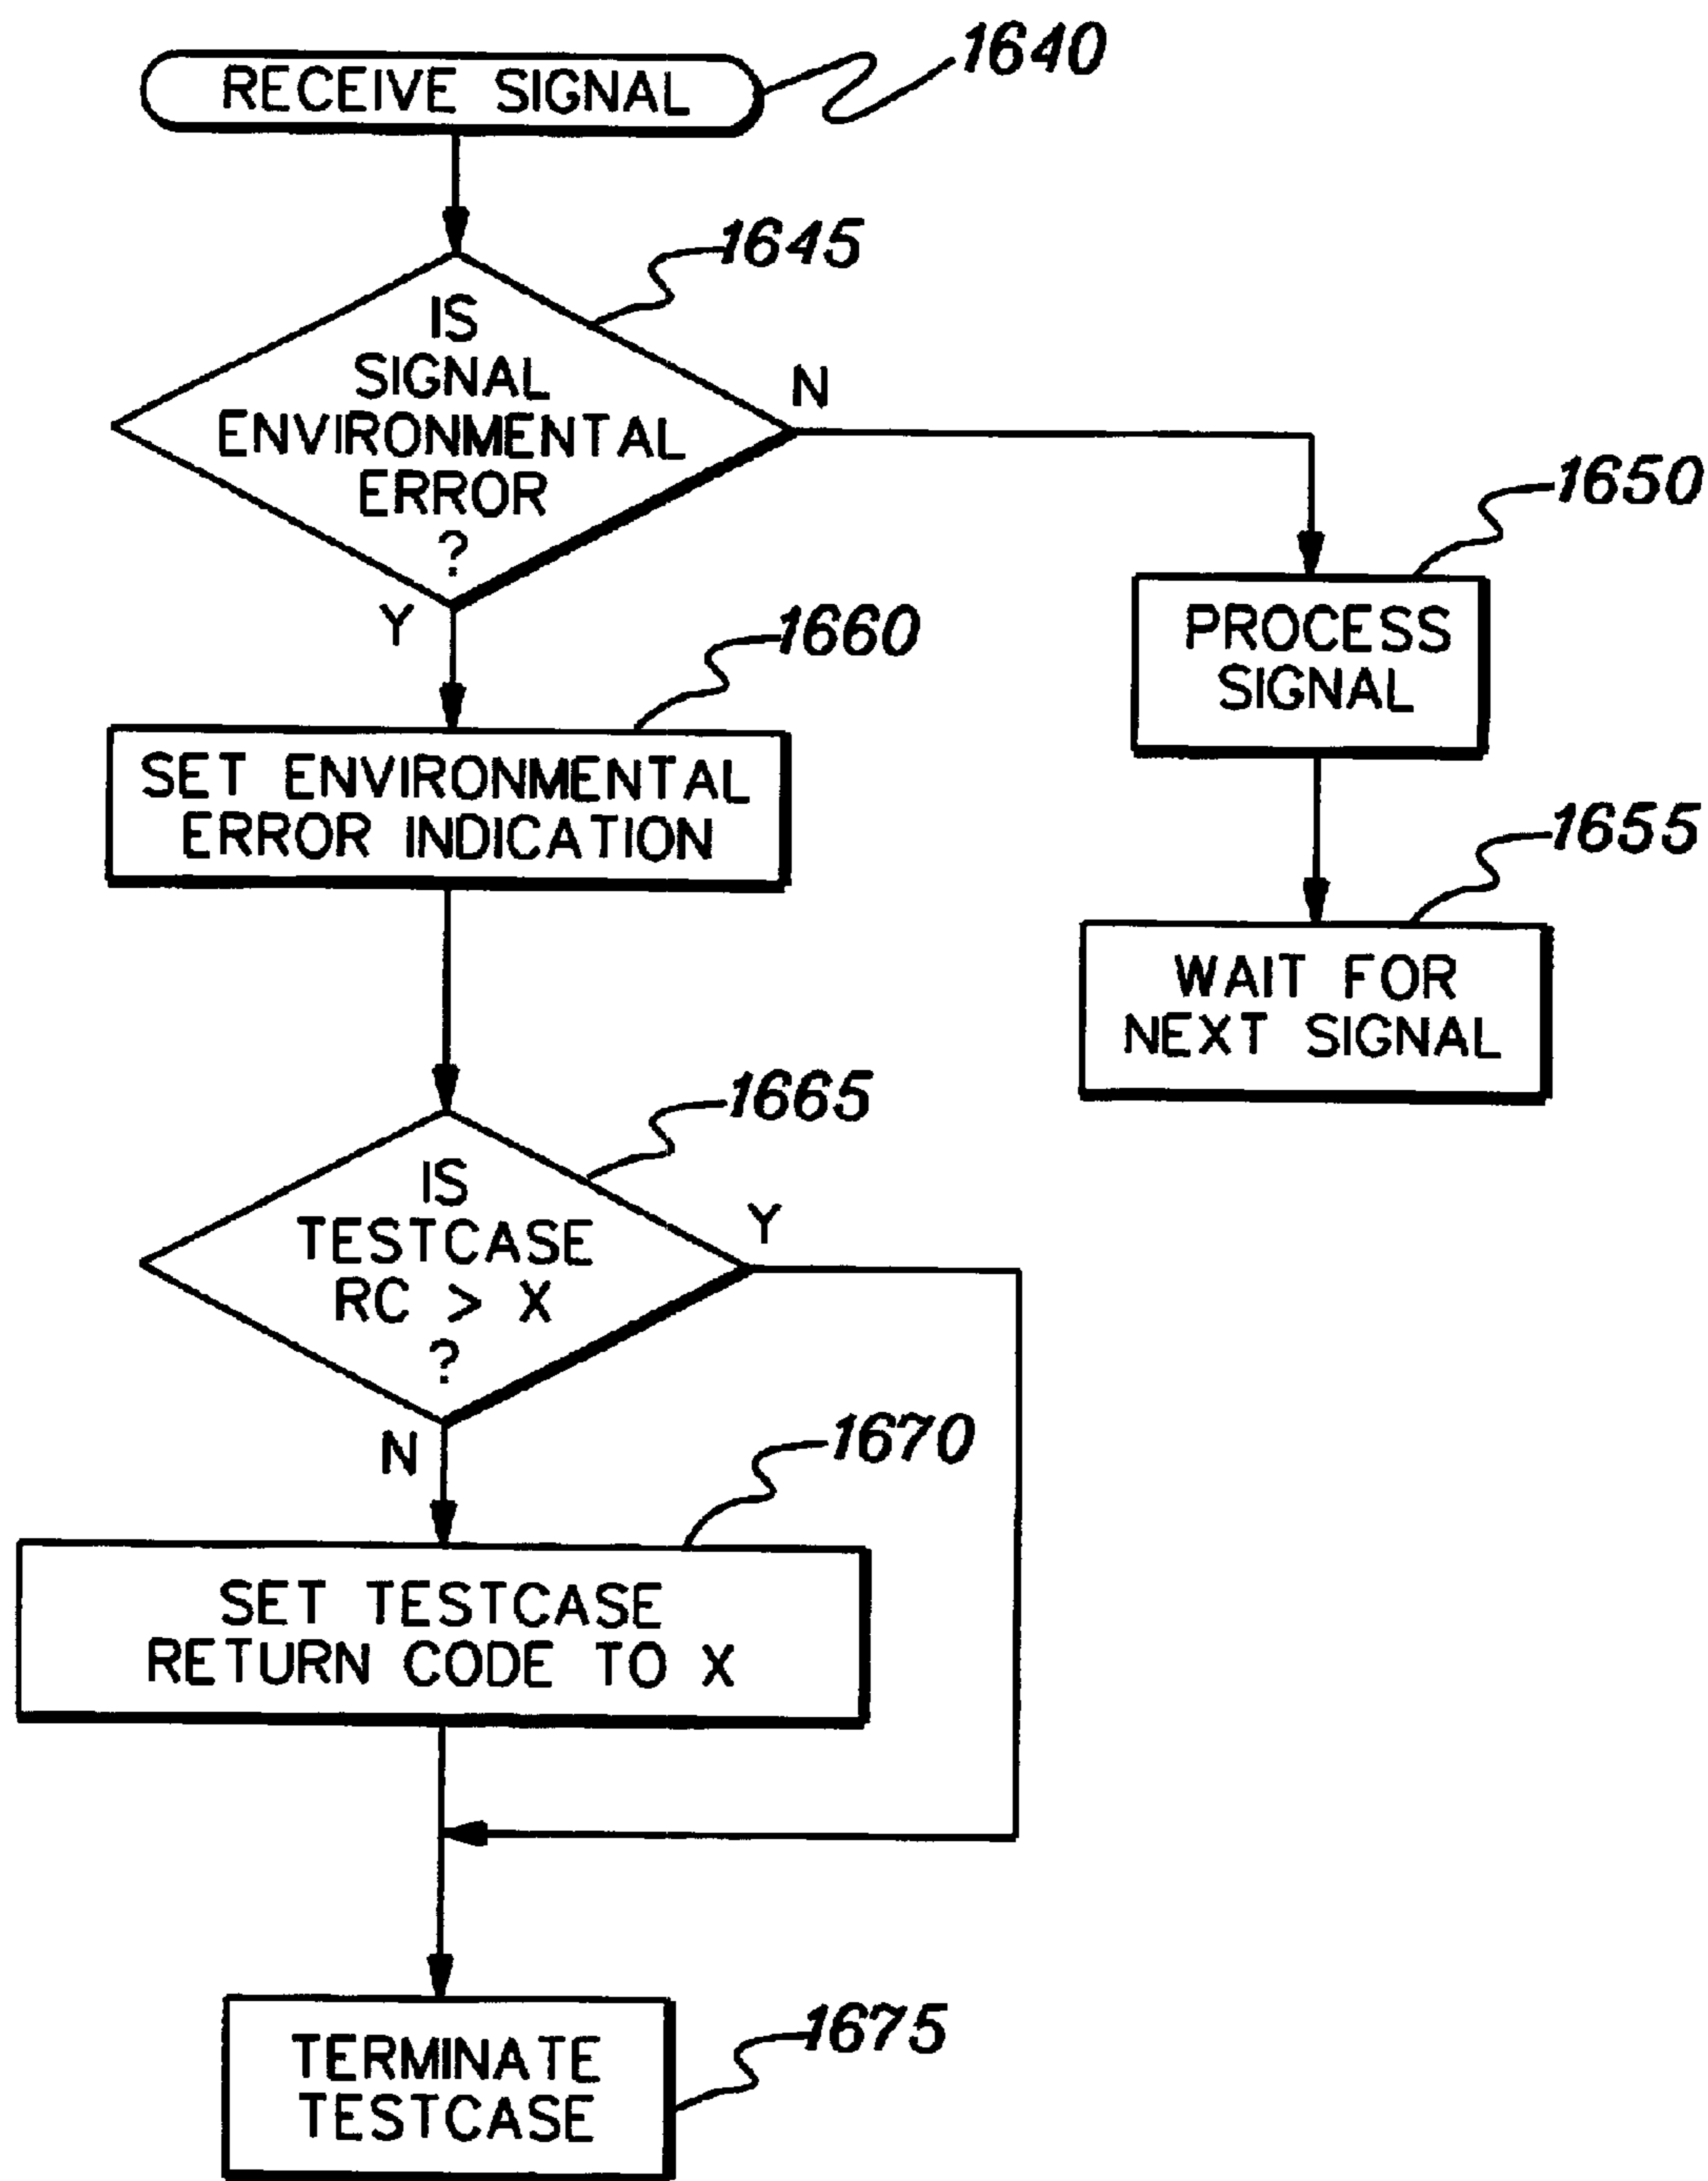 RECEIVE SIGNAL
1640
1645
IS
SIGNAL
ENVIRONMENTAL
ERROR
?
N
Y
1650
PROCESS
SIGNAL
1660
SET ENVIRONMENTAL
ERROR INDICATION
1655
WAIT FOR
NEXT SIGNAL
1665
IS
TESTCASE
RC > X
?
Y
N
1670
SET TESTCASE
RETURN CODE TO X
1675
TERMINATE
TESTCASE